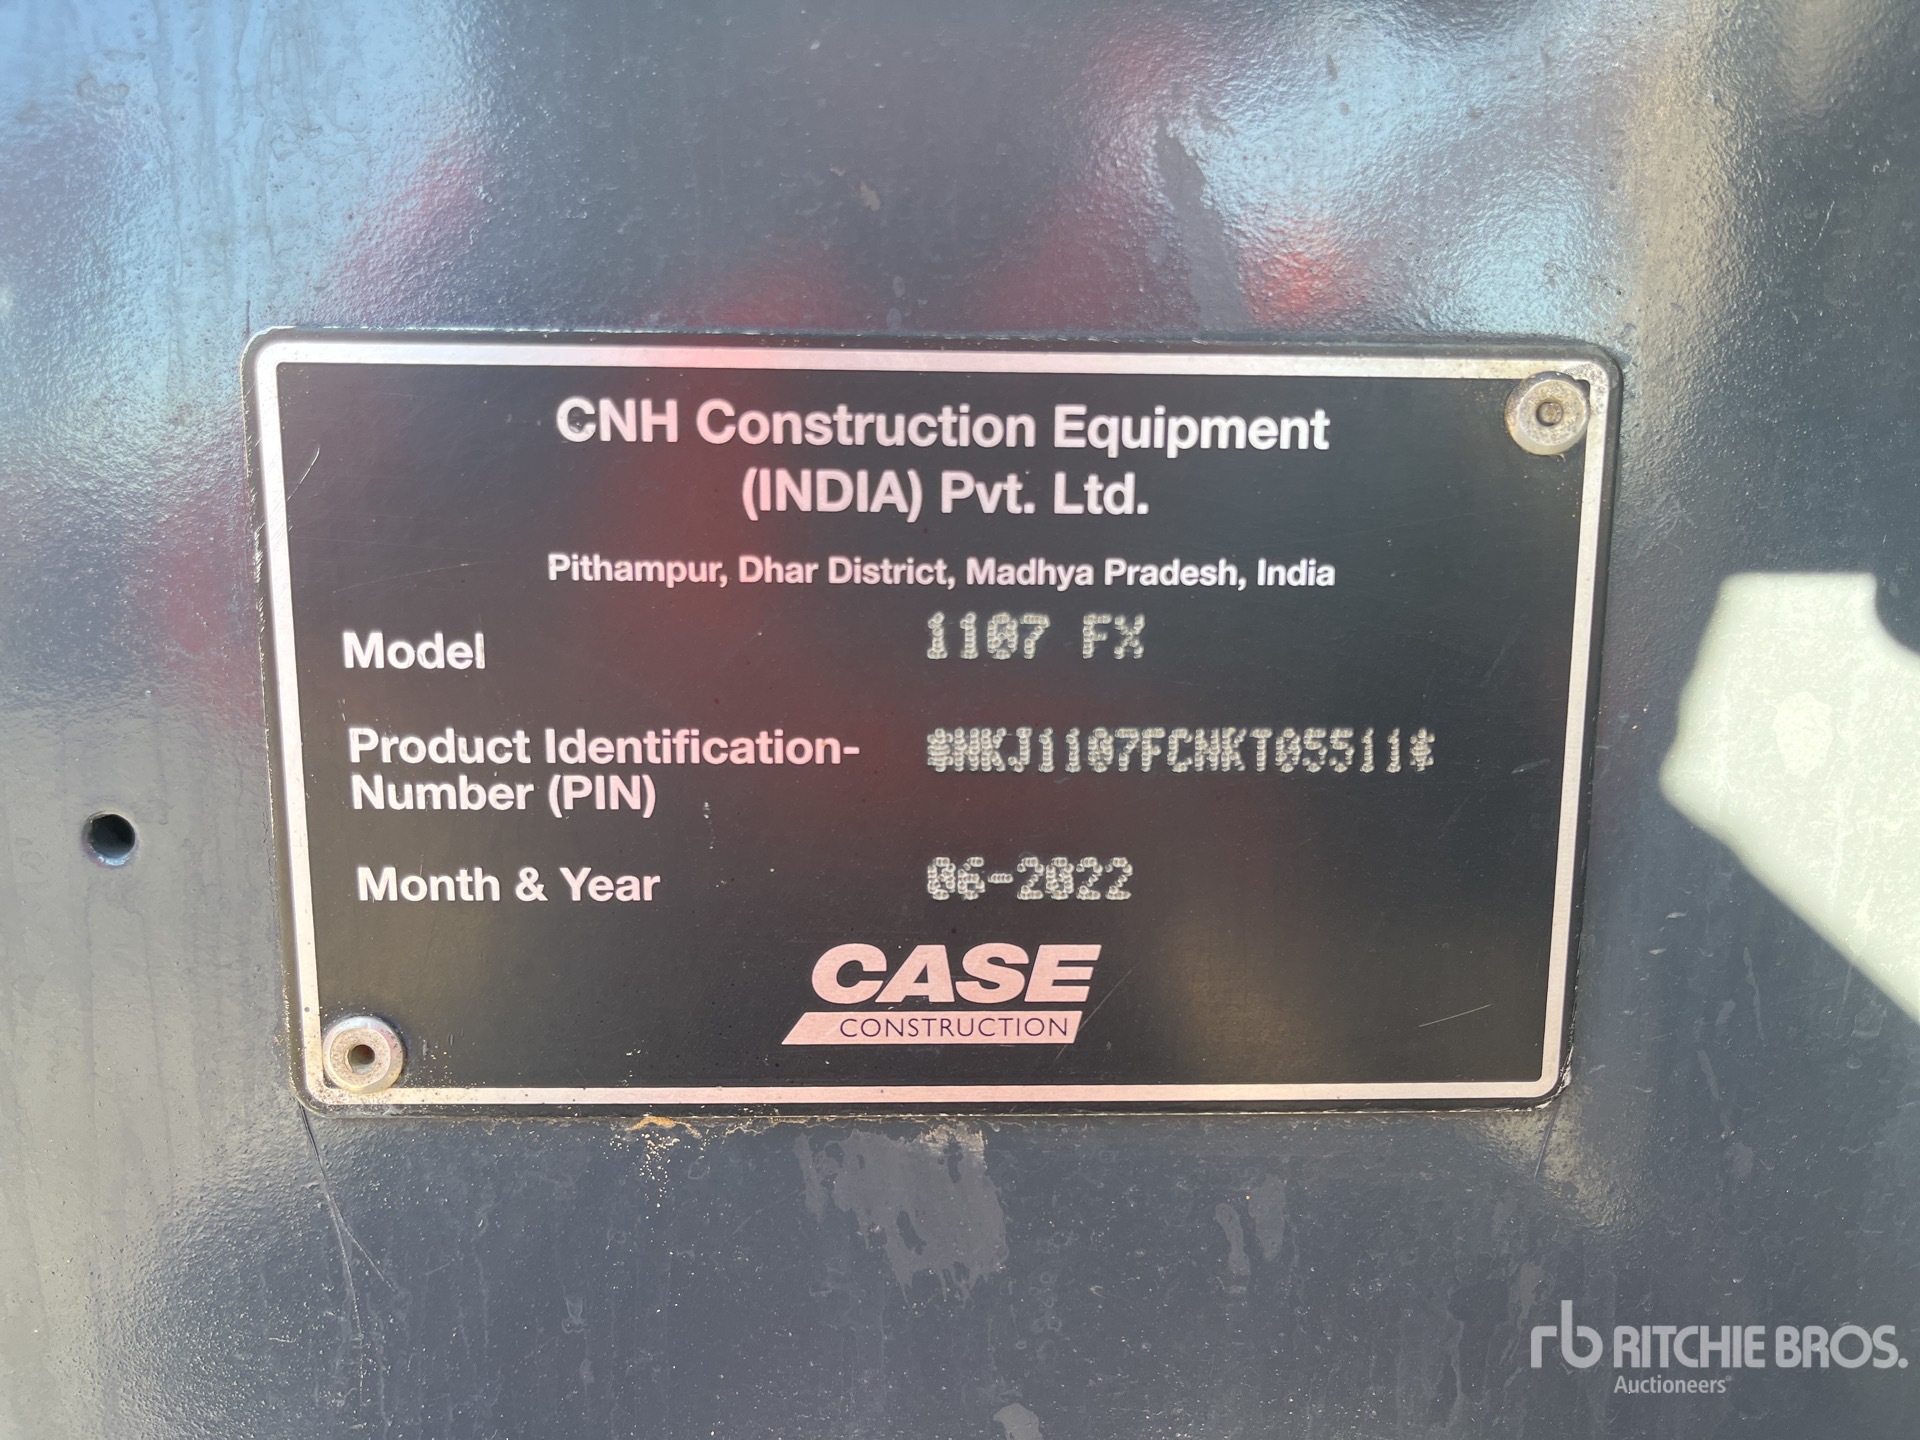 CNH Construction Equipment
(INDIA) Pvt. Ltd.
Pithampur, Dhar District, Madhya Pradesh, India
Model 1107 FX
Product Identification- *NKJ1107FCNKT05511*
Number (PIN)
Month & Year 06-2022
CASE
CONSTRUCTION
rb RITCHIE BROS.
Auctioneers